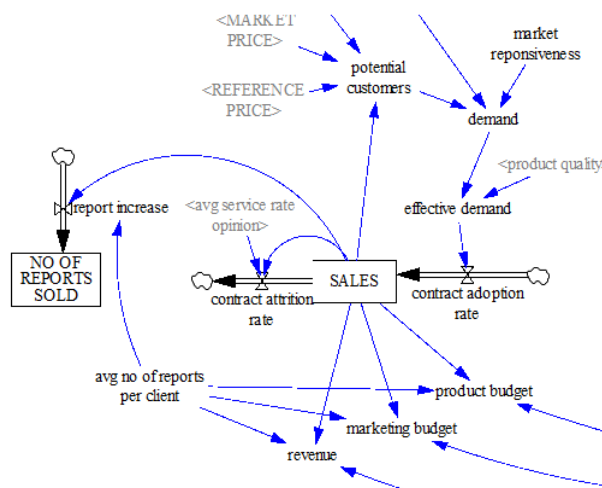 <MARKET
PRICE>
market
reponsiveness
potential
customers
<REFERENCE
PRICE>
demand
<product quality
report increase
<avg service rate
opinion>
effective demand
NO OF
REPORTS
SOLD
SALES
contract attrition
rate
contract adoption
rate
avg no of reports
per client
product budget
marketing budget
revenue